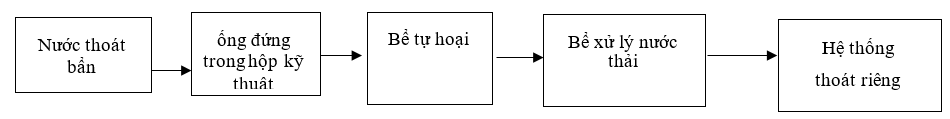 Nước thoát
bẩn
ống đứng
trong hộp kỹ
thuật
Bể tự hoại
Bể xử lý nước
thải
Hệ thống
thoát riêng